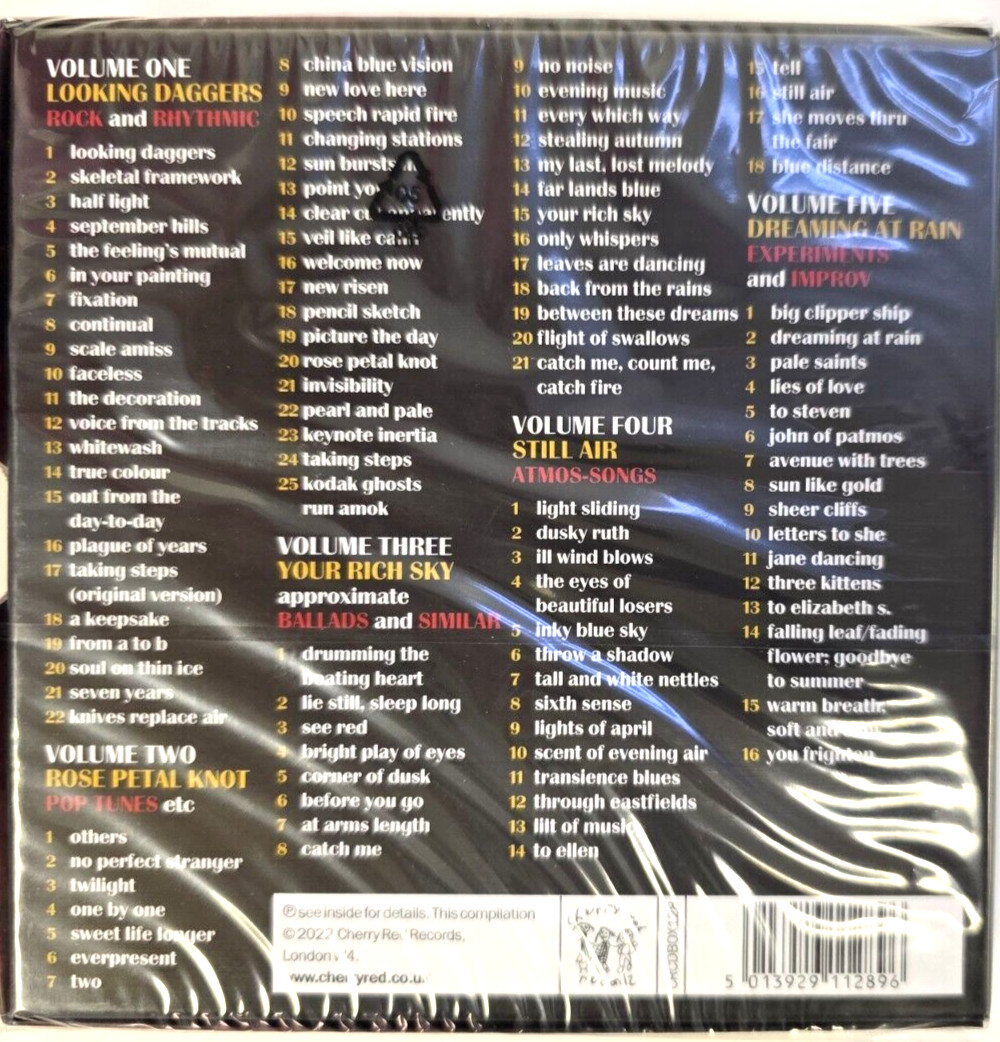 VOLUME ONE
LOOKING DAGGERS
ROCK and RHYTHMIC
1 looking daggers
2 skeletal framework
3 half light
4 september hills
5 the feeling's mutual
6 in your painting
7 fixation
8 continual
9 scale amiss
10 faceless
11 the decoration
12 voice from the tracks
13 whitewash
14 true colour
15 out from the
day-to-day
16 plague of years
17 taking steps
(original version)
18 a keepsake
19 from a to b
20 soul on thin ice
21 seven years
22 knives replace air
VOLUME TWO
ROSE PETAL KNOT
POP TUNES etc
1 others
2 no perfect stranger
3 twilight
4 one by one
5 sweet life longer
6 everpresent
7 two
8 china blue vision
9 new love here
10 speech rapid fire
11 changing stations
12 sun bursts
13 point
14 clear
15 veil like
16 welcome now
17 new risen
18 pencil sketch
19 picture the day
20 rose petal knot
21 invisibility
22 pearl and pale
23 keynote inertia
24 taking steps
25 kodak ghosts
run amok
VOLUME THREE
YOUR RICH SKY
approximate
BALLADS and SIMILAR
1 drumming the
beating heart
2 lie still, sleep long
3 see red
4 bright play of eyes
5 corner of dusk
6 before you go
7 at arms length
8 catch me
9 no noise
10 evening music
11 every which way
12 stealing autumn
13 my last, lost melody
14 far lands blue
15 your rich sky
16 only whispers
17 leaves are dancing
18 back from the rains
19 between these dreams
20 flight of swallows
21 catch me, count me,
catch fire
VOLUME FOUR
STILL AIR
ATMOS-SONGS
1 light sliding
2 dusky ruth
3 ill wind blows
4 the eyes of
beautiful losers
5 inky blue sky
6 throw a shadow
7 tall and white nettles
8 sixth sense
9 lights of april
10 scent of evening air
11 transience blues
12 through eastfields
13 lilt of music
14 to ellen
15 tell
16 still air
17 she moves thru
the fair
18 blue distance
VOLUME FIVE
DREAMING AT RAIN
EXPERIMENTS
and IMPROV
1 big clipper ship
2 dreaming at rain
3 pale saints
4 lies of love
5 to steven
6 john of patmos
7 avenue with trees
8 sun like gold
9 sheer cliffs
10 letters to she
11 jane dancing
12 three kittens
13 to elizabeth s.
14 falling leaf/fading
flower: goodbye
to summer
15 warm breath,
soft and
16 you frighten
℗ see inside for details. This compilation
© 2022 Cherry Red Records,
London
www.cherryred.co.uk
5 013929 112896